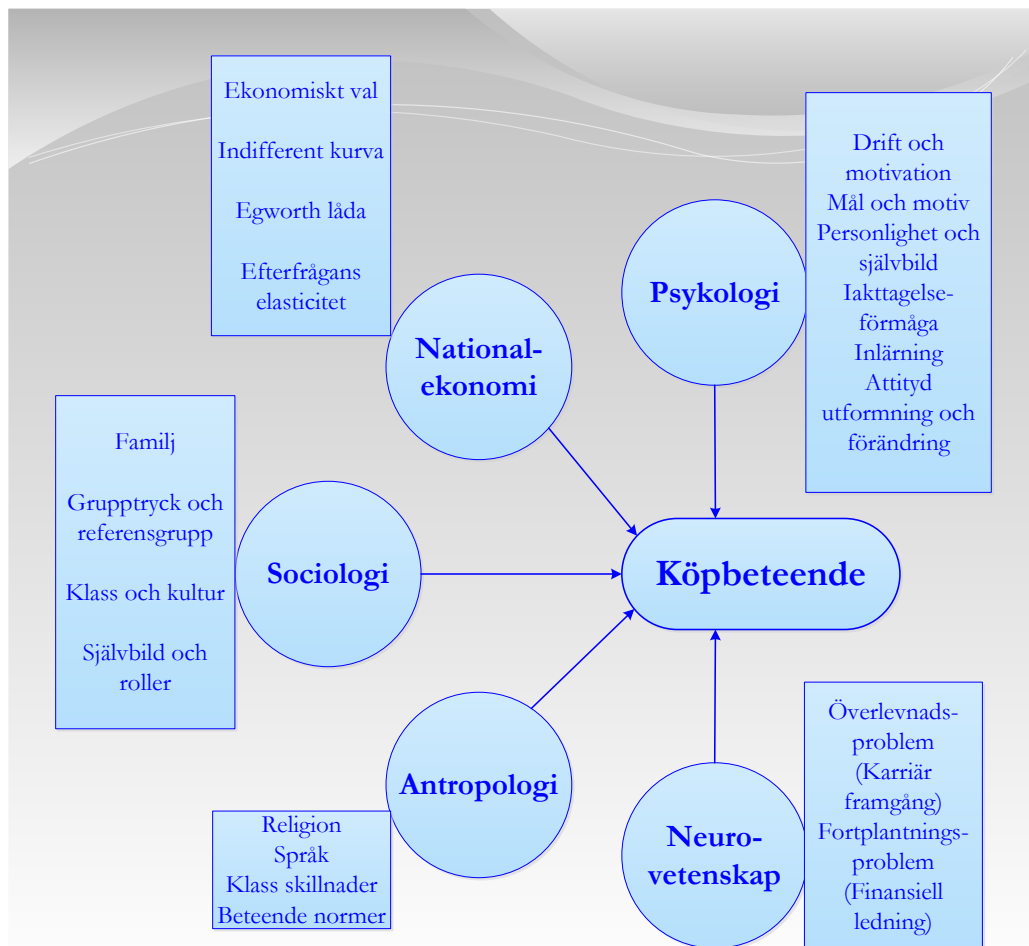 Ekonomiskt val
Indifferent kurva
Egworth låda
Efterfrågans
elasticitet
National-
ekonomi
Psykologi
Drift och
motivation
Mål och motiv
Personlighet och
självbild
Iakttagelse-
förmåga
Inlärning
Attityd
utformning och
förändring
Familj
Grupptryck och
referensgrupp
Klass och kultur
Självbild och
roller
Sociologi
Köpbeteende
Antropologi
Religion
Språk
Klass skillnader
Beteende normer
Neuro-
vetenskap
Överlevnads-
problem
(Karriär
framgång)
Fortplantnings-
problem
(Finansiell
ledning)